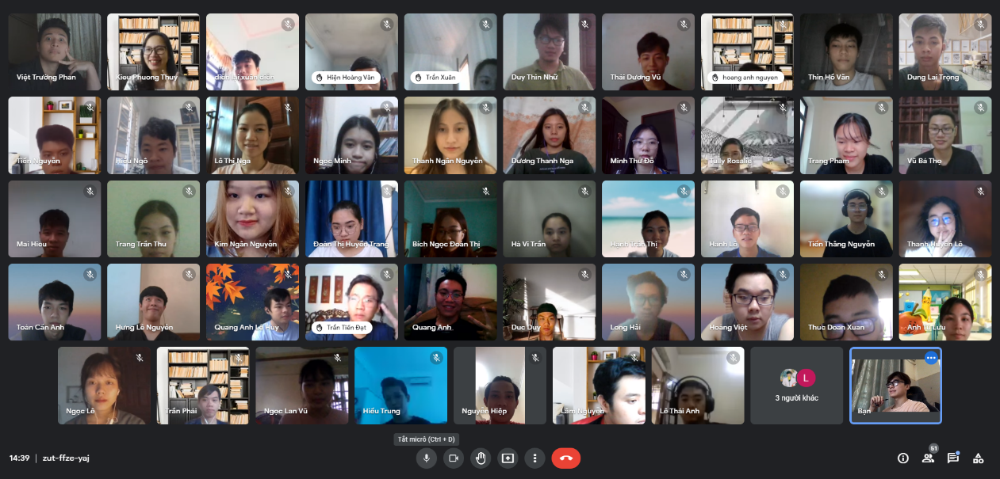 Việt Trường Phan
Kieu Phuong Thuy
diễn lại xuân diễn
Hiện Hoàng Văn
Trần Xuân
Duy Thìn Nhữ
Thái Dương Vũ
hoang anh nguyen
Thìn Hồ Văn
Dung Lai Trọng
Tiến Nguyễn
Hiếu Ngô
Lê Thị Nga
Ngọc Minh
Thanh Ngân Nguyễn
Dương Thanh Nga
Minh Thư Đỗ
Tully Rosalie
Trang Pham
Vũ Bá Thọ
Mai Hieu
Trang Trần Thu
Kim Ngân Nguyễn
Đoàn Thị Huyền Trang
Bích Ngọc Đoàn Thị
Hà Vi Trần
Hạnh Trần Thị
Hạnh Lê
Tiến Thắng Nguyễn
Thanh Huyền Lê
Toàn Cấn Anh
Hưng Lê Nguyên
Quang Anh Lê Huy
Trần Tiến Đạt
Quang Anh
Duc Duy
Long Hải
Hoàng Việt
Thuc Doan Xuan
Anh Tú Lưu
Ngọc Lê
Trần Phái
Ngọc Lan Vũ
Hiếu Trung
Nguyễn Hiệp
Lâm Nguyễn
Lê Thái Anh
L
3 người khác
Bạn
Tắt micrô (Ctrl + D)
14:39 | zut-ffze-yaj
51